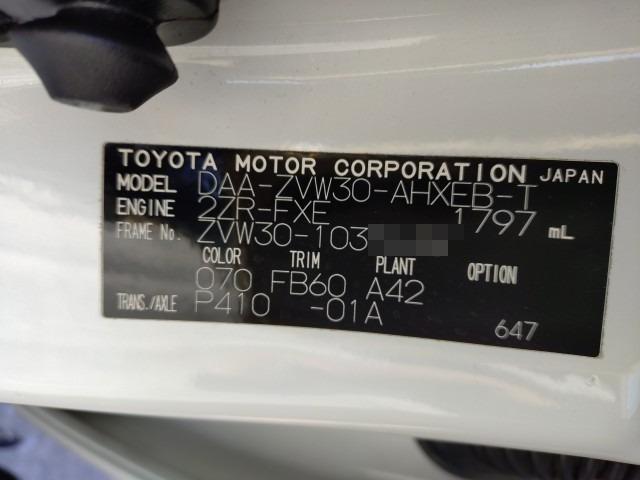 TOYOTA MOTOR CORPORATION JAPAN
MODEL DAA-ZVW30-AHXEB-T
ENGINE 2ZR-FXE 1797 mL
FRAME No. ZVW30-103
COLOR TRIM PLANT OPTION
070 FB60 A42
TRANS./AXLE P410 -01A
647